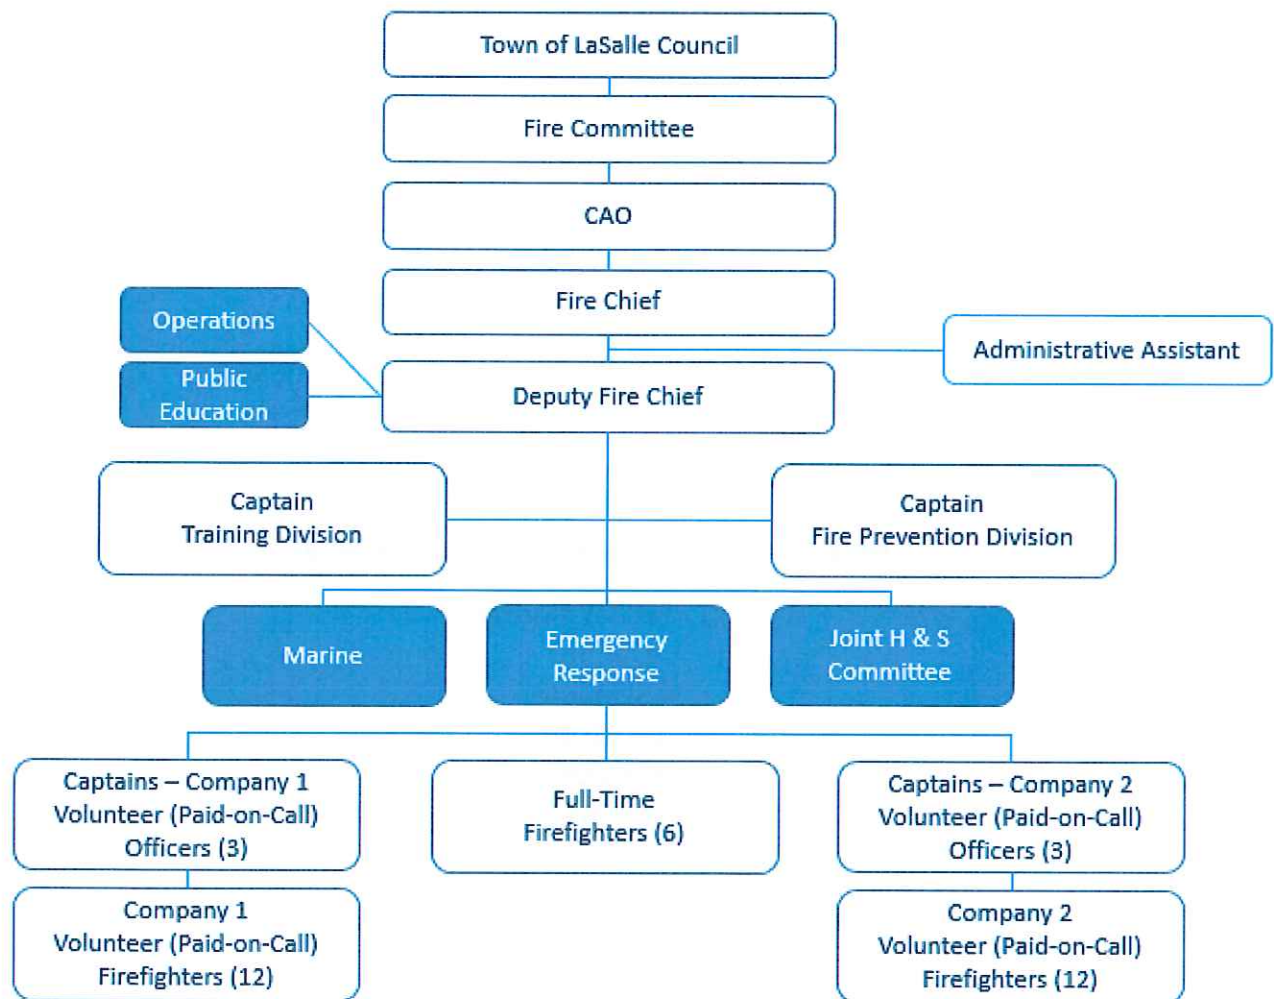 Town of LaSalle Council
Fire Committee
CAO
Fire Chief
Operations
Administrative Assistant
Public
Education
Deputy Fire Chief
Captain
Training Division
Captain
Fire Prevention Division
Marine
Emergency
Response
Joint H & S
Committee
Captains – Company 1
Volunteer (Paid-on-Call)
Officers (3)
Full-Time
Firefighters (6)
Captains – Company 2
Volunteer (Paid-on-Call)
Officers (3)
Company 1
Volunteer (Paid-on-Call)
Firefighters (12)
Company 2
Volunteer (Paid-on-Call)
Firefighters (12)